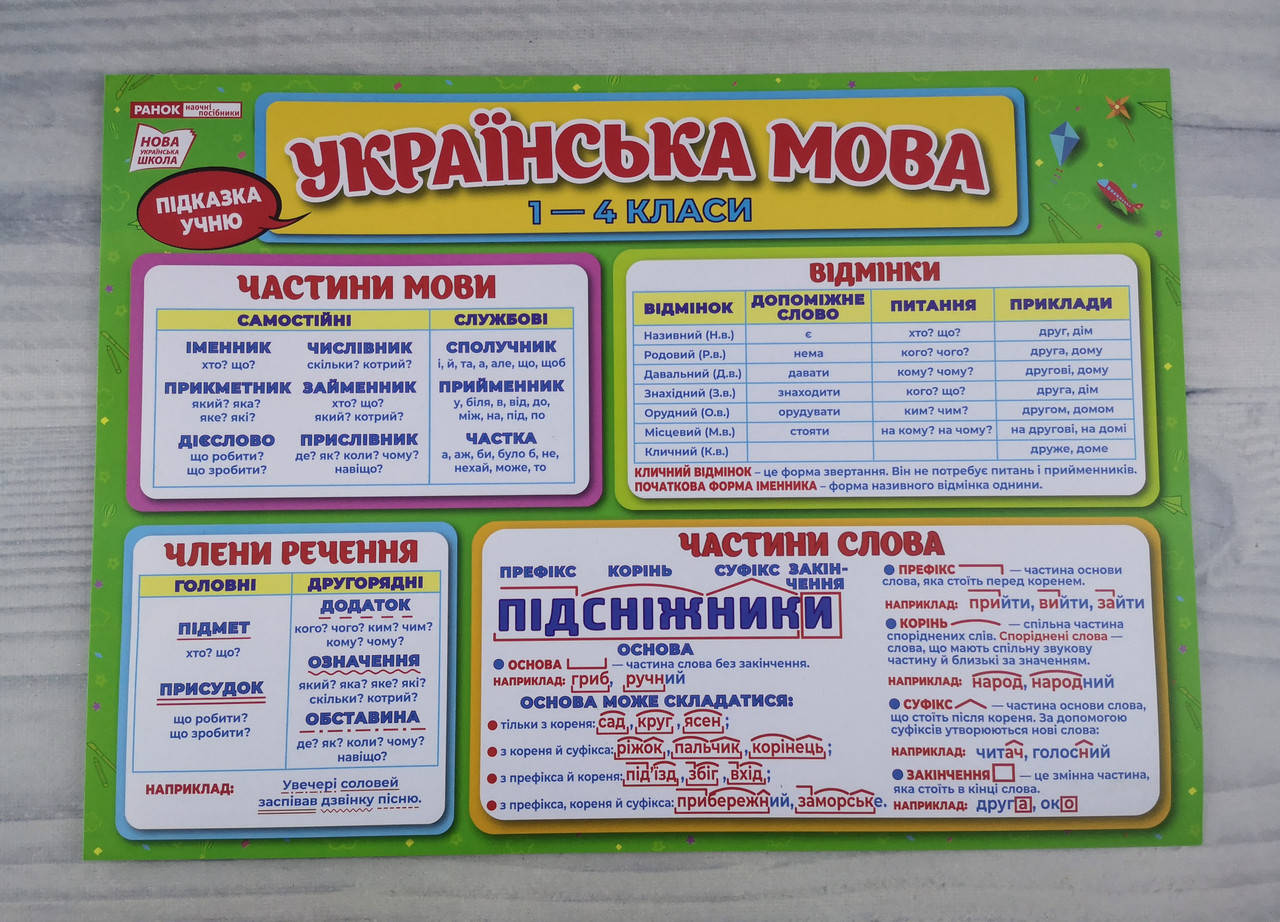 РАНОК наочні посібники
НОВА
УКРАЇНСЬКА
ШКОЛА
ПІДКАЗКА
УЧНЮ
УКРАЇНСЬКА МОВА
1 — 4 КЛАСИ
ЧАСТИНИ МОВИ
САМОСТІЙНІ СЛУЖБОВІ
ІМЕННИК ЧИСЛІВНИК СПОЛУЧНИК
хто? що? скільки? котрий? і, й, та, а, але, що, щоб
ПРИКМЕТНИК ЗАЙМЕННИК ПРИЙМЕННИК
який? яка? хто? що? у, біля, в, від, до,
яке? які? який? котрий? між, на, під, по
ДІЄСЛОВО ПРИСЛІВНИК ЧАСТКА
що робити? де? як? коли? чому? а, аж, би, було б, не,
що зробити? навіщо? нехай, може, то
ВІДМІНКИ
ВІДМІНОК ДОПОМІЖНЕ СЛОВО ПИТАННЯ ПРИКЛАДИ
Називний (Н.в.) є хто? що? друг, дім
Родовий (Р.в.) нема кого? чого? друга, дому
Давальний (Д.в.) давати кому? чому? другові, дому
Знахідний (З.в.) знаходити кого? що? друга, дім
Орудний (О.в.) орудувати ким? чим? другом, домом
Місцевий (М.в.) стояти на кому? на чому? на другові, на домі
Кличний (К.в.) друже, доме
КЛИЧНИЙ ВІДМІНОК – це форма звертання. Він не потребує питань і прийменників.
ПОЧАТКОВА ФОРМА ІМЕННИКА – форма називного відмінка однини.
ЧЛЕНИ РЕЧЕННЯ
ГОЛОВНІ ДРУГОРЯДНІ
ПІДМЕТ
хто? що?
ПРИСУДОК
що робити?
що зробити?
ДОДАТОК
кого? чого? ким? чим?
кому? чому?
ОЗНАЧЕННЯ
який? яка? яке? які?
скільки? котрий?
ОБСТАВИНА
де? як? коли? чому?
навіщо?
НАПРИКЛАД: Увечері соловей
заспівав дзвінку пісню.
ЧАСТИНИ СЛОВА
ПРЕФІКС КОРІНЬ СУФІКС ЗАКІН-
ЧЕННЯ
ПІДСНІЖНИКИ
ОСНОВА
ОСНОВА — частина слова без закінчення.
НАПРИКЛАД: гриб, ручний
ОСНОВА МОЖЕ СКЛАДАТИСЯ:
тільки з кореня: сад, круг, ясен;
з кореня й суфікса: ріжок, пальчик, корінець;
з префікса й кореня: під'їзд, збіг, вхід;
з префікса, кореня й суфікса: прибережний, заморське.
ПРЕФІКС — частина основи
слова, яка стоїть перед коренем.
НАПРИКЛАД: прийти, вийти, зайти
КОРІНЬ — спільна частина
споріднених слів. Споріднені слова —
слова, що мають спільну звукову
частину й близькі за значенням.
НАПРИКЛАД: народ, народний
СУФІКС — частина основи слова,
що стоїть після кореня. За допомогою
суфіксів утворюються нові слова:
НАПРИКЛАД: читач, голосний
ЗАКІНЧЕННЯ — це змінна частина,
яка стоїть в кінці слова.
НАПРИКЛАД: друга, око